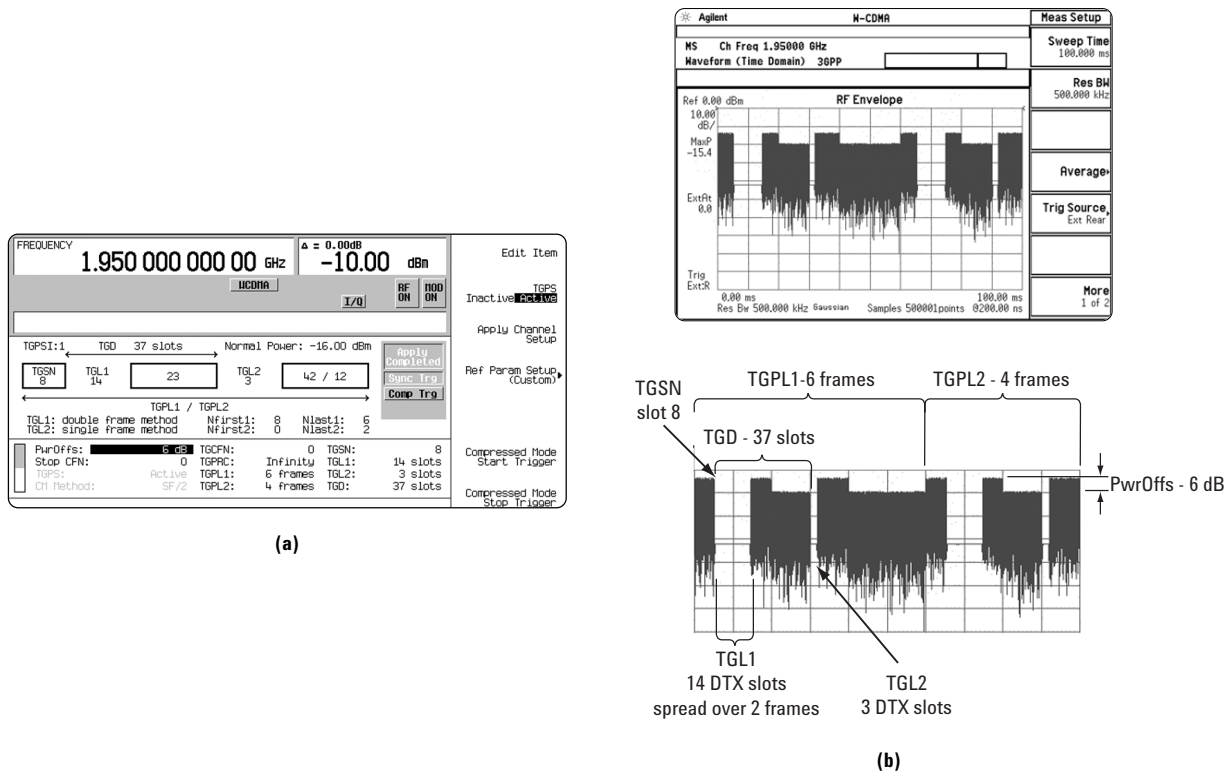 FREQUENCY
1.950 000 000 00 GHz
Δ = 0.00dB
-10.00 dBm
WCDMA
I/Q
RF ON
MOD ON
TGPSI:1
TGD 37 slots
Normal Power: -16.00 dBm
Apply Completed
Sync Trg
Comp Trg
TGSN 8
TGL1 14
23
TGL2 3
42 / 12
TGPL1 / TGPL2
TGL1: double frame method Nfirst1: 8 Nlast1: 6
TGL2: single frame method Nfirst2: 0 Nlast2: 2
PwrOffs: 6 dB TGCFN: 0 TGSN: 8
Stop CFN: 0 TGPRC: Infinity TGL1: 14 slots
TGPS: Active TGPL1: 6 frames TGL2: 3 slots
CM Method: SF/2 TGPL2: 4 frames TGD: 37 slots
Edit Item
TGPS
Inactive Active
Apply Channel
Setup
Ref Param Setup
(Custom)
Compressed Mode
Start Trigger
Compressed Mode
Stop Trigger
(a)
Agilent W-CDMA
Meas Setup
MS Ch Freq 1.95000 GHz
Waveform (Time Domain) 3GPP
Ref 0.00 dBm
RF Envelope
10.00
dB/
MaxP
-15.4
ExtAt
0.0
Trig
Ext:R
0.00 ms
100.00 ms
Res Bw 500.000 kHz Gaussian Samples 500001points @200.00 ns
Sweep Time
100.000 ms
Res BW
500.000 kHz
Average
Trig Source
Ext Rear
More
1 of 2
TGSN
slot 8
TGPL1-6 frames
TGPL2 - 4 frames
TGD - 37 slots
PwrOffs - 6 dB
TGL1
14 DTX slots
spread over 2 frames
TGL2
3 DTX slots
(b)